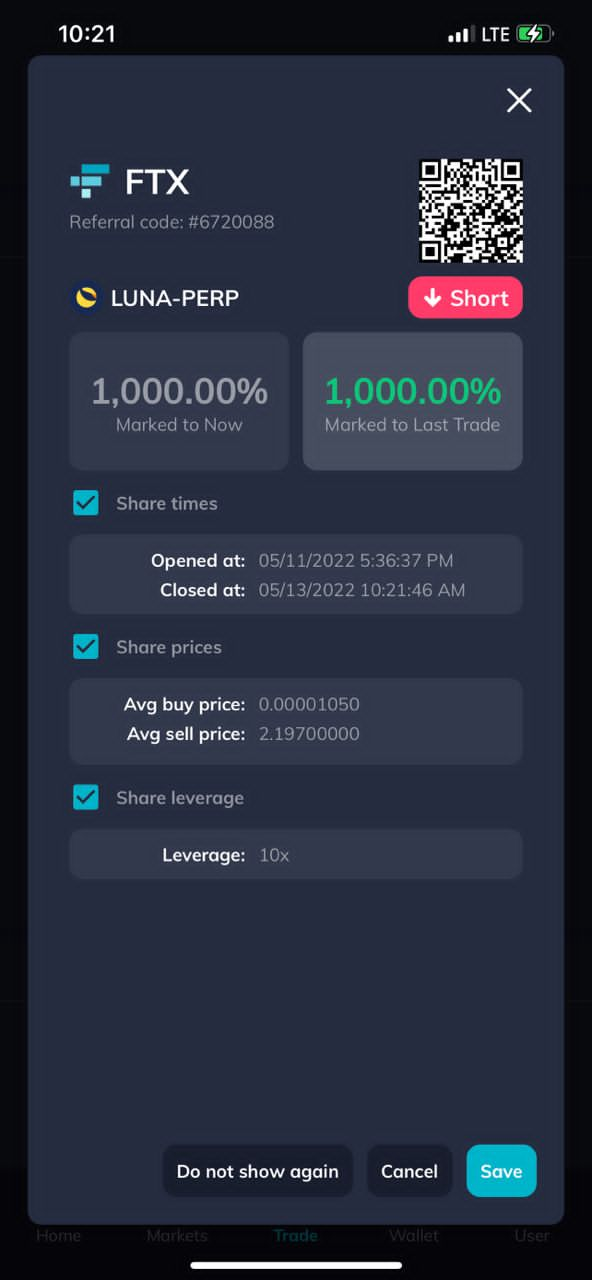 10:21 LTE
FTX
Referral code: #6720088
LUNA-PERP Short
1,000.00% 1,000.00%
Marked to Now Marked to Last Trade
Share times
Opened at: 05/11/2022 5:36:37 PM
Closed at: 05/13/2022 10:21:46 AM
Share prices
Avg buy price: 0.00001050
Avg sell price: 2.19700000
Share leverage
Leverage: 10x
Do not show again Cancel Save
Home Markets Trade Wallet User